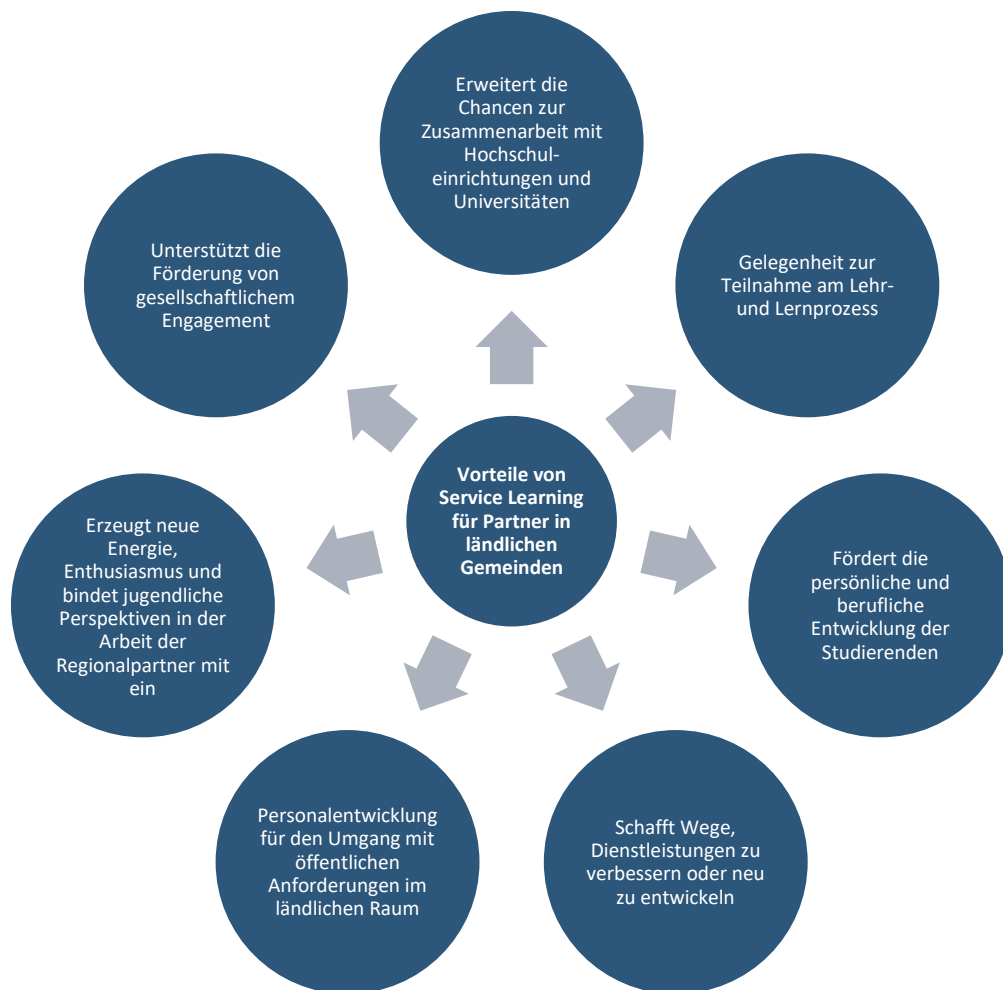 Erweitert die
Chancen zur
Zusammenarbeit mit
Hochschul-
einrichtungen und
Universitäten
Gelegenheit zur
Teilnahme am Lehr-
und Lernprozess
Fördert die
persönliche und
berufliche
Entwicklung der
Studierenden
Schafft Wege,
Dienstleistungen zu
verbessern oder neu
zu entwickeln
Personalentwicklung
für den Umgang mit
öffentlichen
Anforderungen im
ländlichen Raum
Erzeugt neue
Energie,
Enthusiasmus und
bindet jugendliche
Perspektiven in der
Arbeit der
Regionalpartner mit
ein
Unterstützt die
Förderung von
gesellschaftlichem
Engagement
Vorteile von
Service Learning
für Partner in
ländlichen
Gemeinden